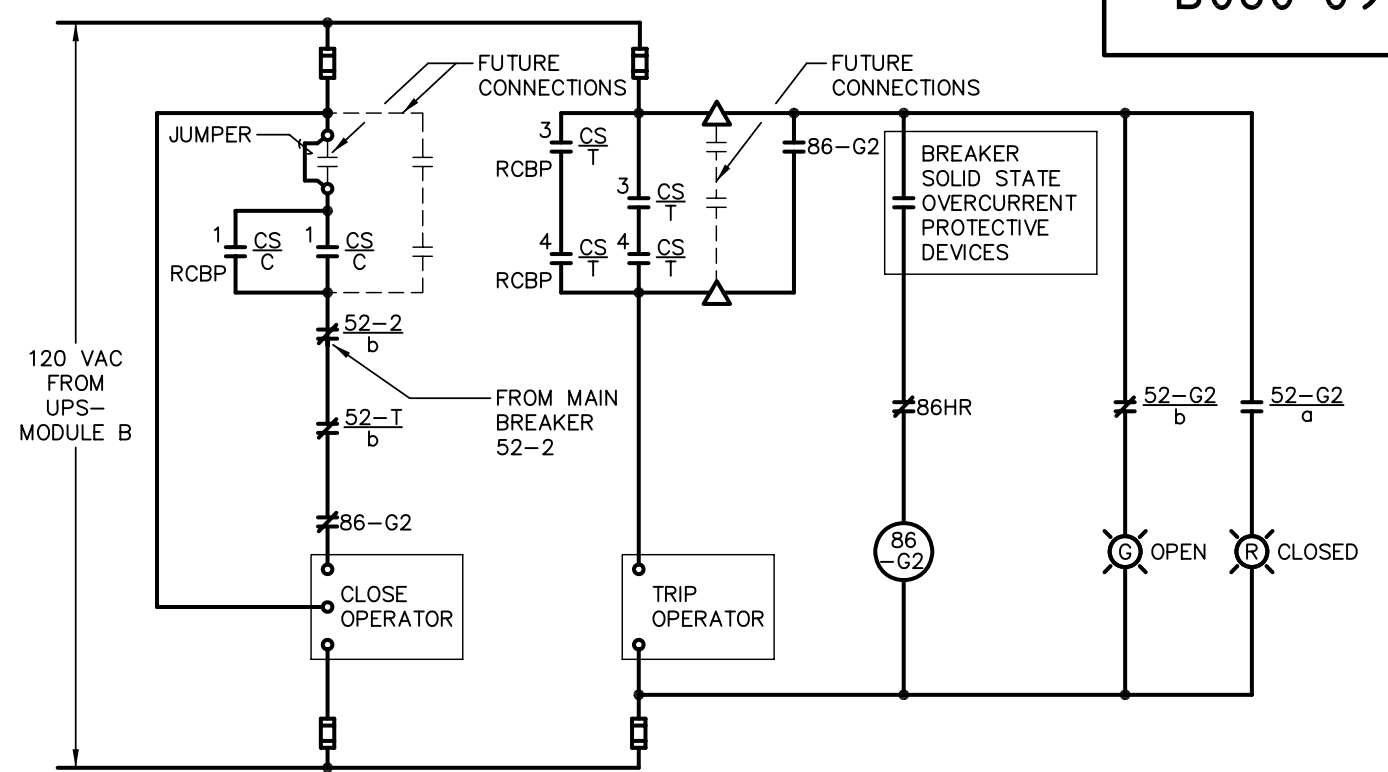 FUTURE
CONNECTIONS
FUTURE
CONNECTIONS
JUMPER
3 CS
T
RCBP
86-G2
BREAKER
SOLID STATE
OVERCURRENT
PROTECTIVE
DEVICES
3 CS
T
1 CS
C
RCBP
1 CS
C
4 CS
T
RCBP
4 CS
T
52-2
b
120 VAC
FROM
UPS-
MODULE B
FROM MAIN
BREAKER
52-2
52-T
b
86HR
52-G2
b
52-G2
a
86-G2
86
-G2
G OPEN
R CLOSED
CLOSE
OPERATOR
TRIP
OPERATOR